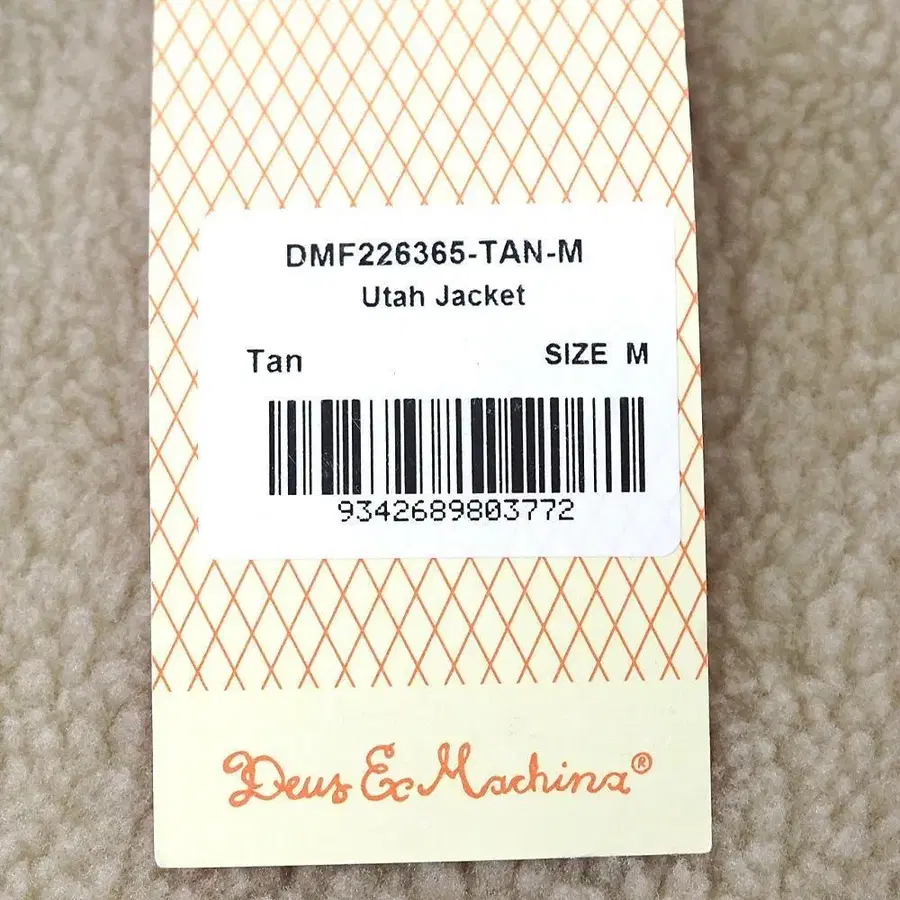 DMF226365-TAN-M
Utah Jacket
Tan SIZE M
9342689803772
Deus Ex Machina®